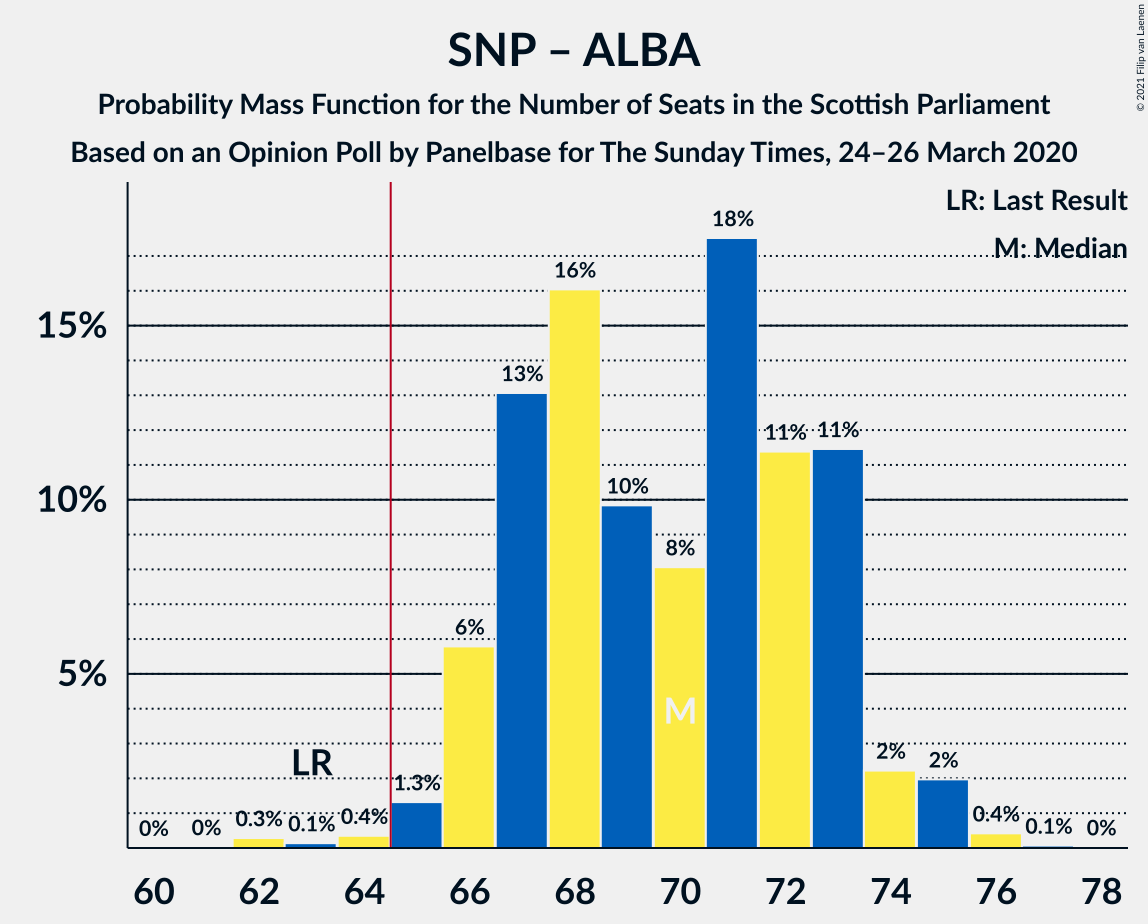 SNP – ALBA
Probability Mass Function for the Number of Seats in the Scottish Parliament
Based on an Opinion Poll by Panelbase for The Sunday Times, 24–26 March 2020
© 2021 Filip van Laenen
LR: Last Result
M: Median
15%
10%
5%
0% 0% 0.3% 0.1% 0.4% 1.3% 6% 13% 16% 10% 8% 18% 11% 11% 2% 2% 0.4% 0.1% 0%
LR
M
60 62 64 66 68 70 72 74 76 78